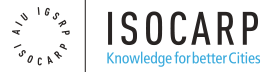 AIU IGSRP ISOCARP
ISOCARP
Knowledge for better Cities